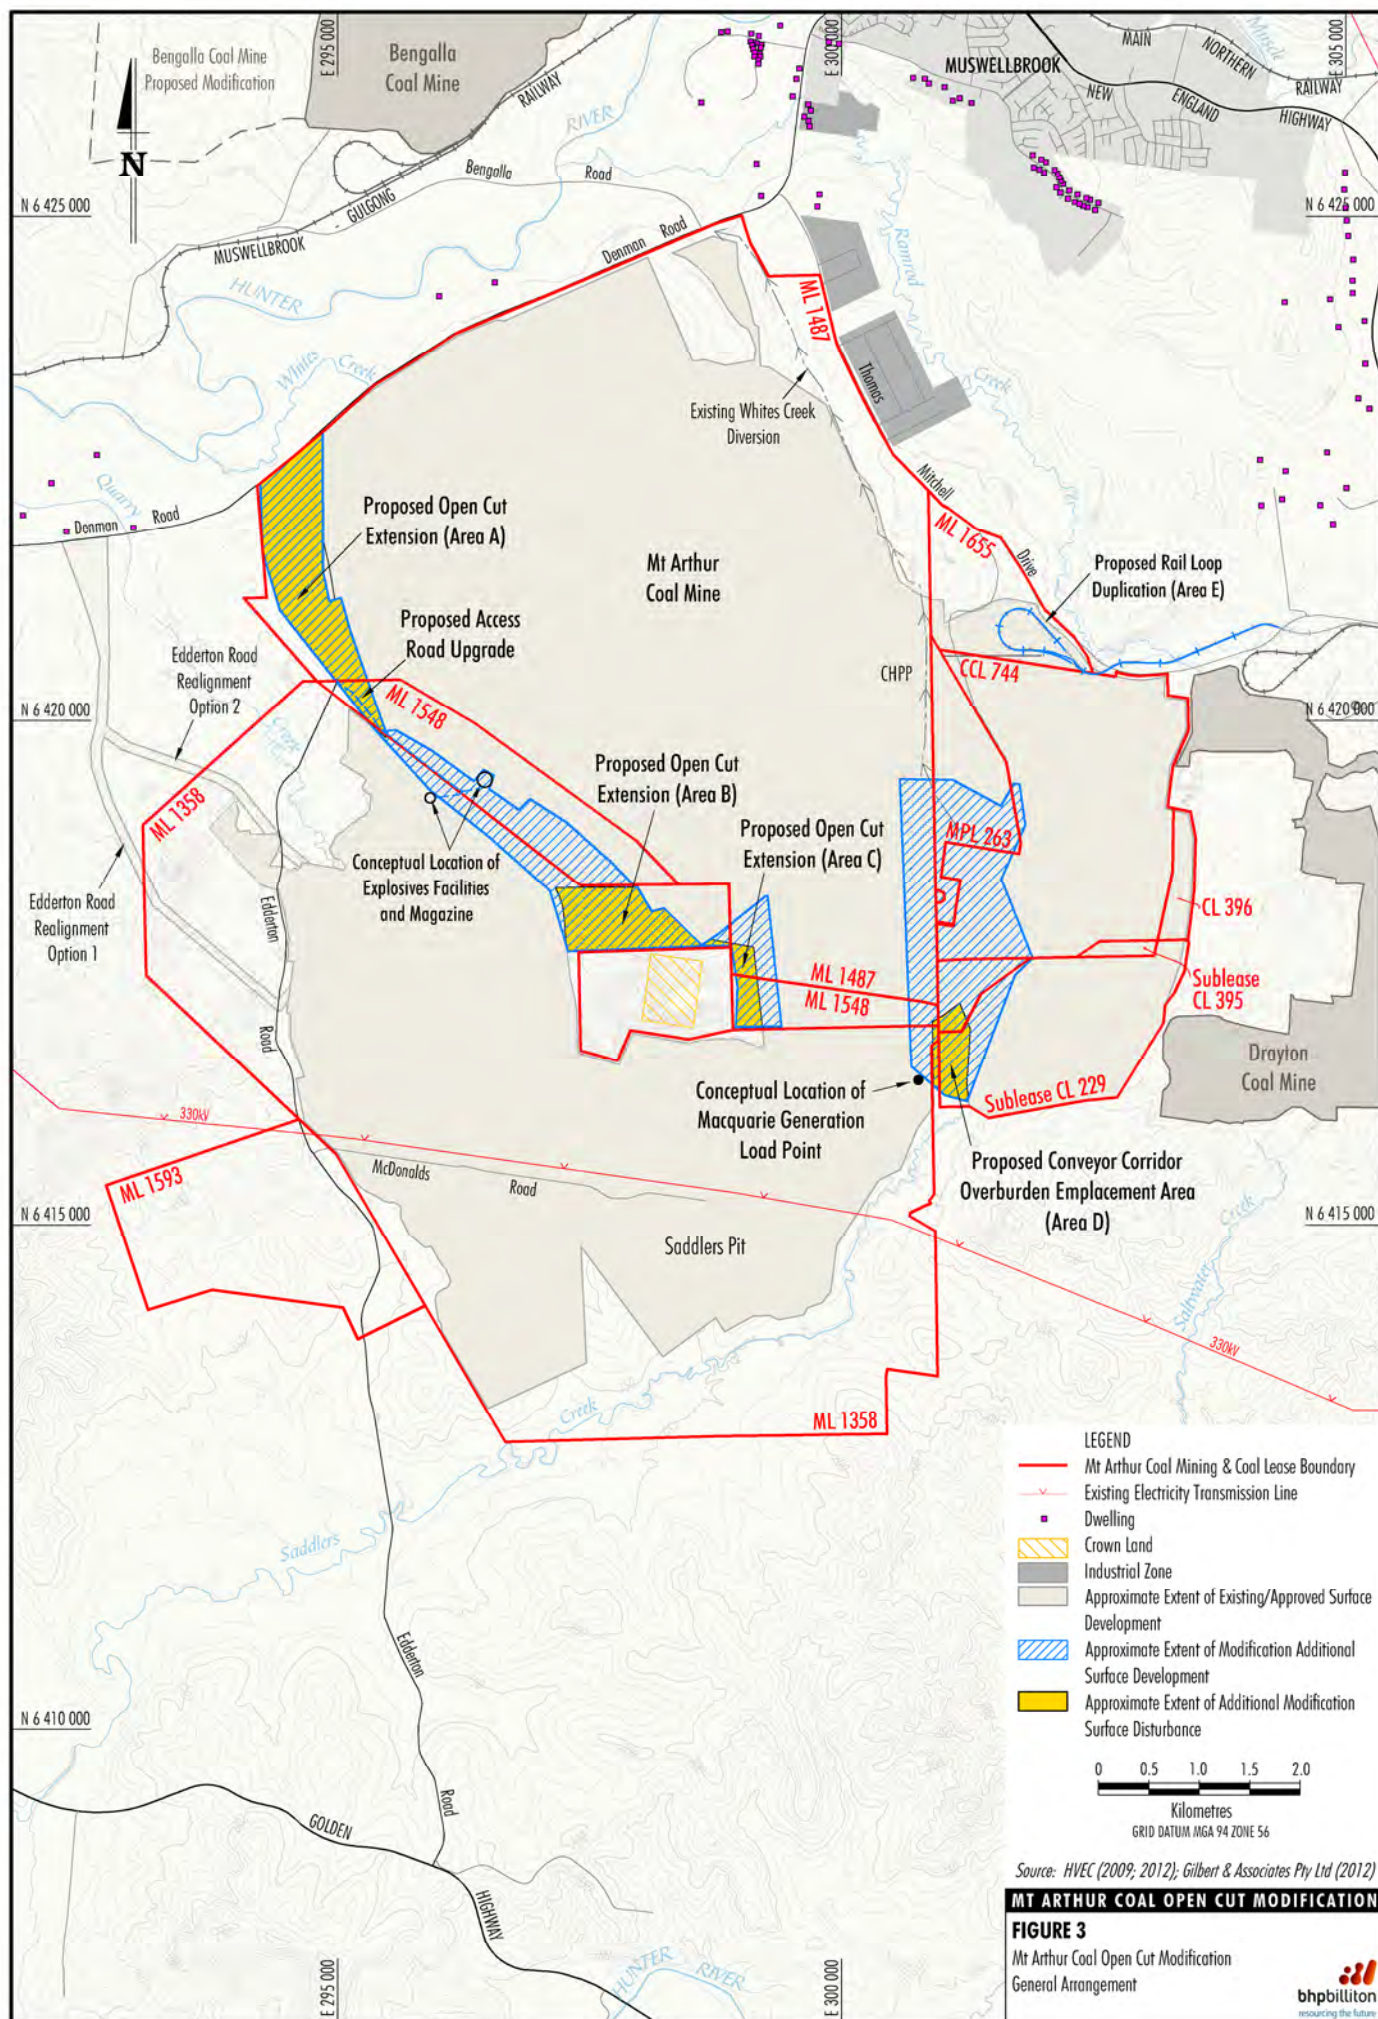 E 295 000
E 300 000
E 305 000
Bengalla Coal Mine
Proposed Modification
Bengalla
Coal Mine
RAILWAY
RIVER
MUSWELLBROOK
MAIN
NORTHERN
RAILWAY
NEW
ENGLAND
HIGHWAY
Muscle
N
Bengalla
Road
GULGONG
-
MUSWELLBROOK
N 6 425 000
N 6 425 000
Denman
Road
HUNTER
Ramrod
Creek
ML 1487
Whites
Creek
Thomas
Existing Whites Creek
Diversion
Mitchell
Quarry
Denman
Road
Proposed Open Cut
Extension (Area A)
ML 1655
Drive
Mt Arthur
Coal Mine
Proposed Rail Loop
Duplication (Area E)
Proposed Access
Road Upgrade
Edderton Road
Realignment
Option 2
CHPP
CCL 744
ML 1548
N 6 420 000
N 6 420 000
Creek
Proposed Open Cut
Extension (Area B)
ML 1358
Proposed Open Cut
Extension (Area C)
MPL 263
Conceptual Location of
Explosives Facilities
and Magazine
Edderton Road
Realignment
Option 1
Edderton
Road
CL 396
ML 1487
ML 1548
Sublease
CL 395
Drayton
Coal Mine
Conceptual Location of
Macquarie Generation
Load Point
Sublease CL 229
330kV
McDonalds
Road
ML 1593
Proposed Conveyor Corridor
Overburden Emplacement Area
(Area D)
N 6 415 000
N 6 415 000
Saddlers Pit
Saltwater
Creek
330kV
Creek
ML 1358
Saddlers
Edderton
Road
N 6 410 000
GOLDEN
HIGHWAY
HUNTER
RIVER
E 295 000
E 300 000
LEGEND
Mt Arthur Coal Mining & Coal Lease Boundary
Existing Electricity Transmission Line
Dwelling
Crown Land
Industrial Zone
Approximate Extent of Existing/Approved Surface
Development
Approximate Extent of Modification Additional
Surface Development
Approximate Extent of Additional Modification
Surface Disturbance
0 0.5 1.0 1.5 2.0
Kilometres
GRID DATUM MGA 94 ZONE 56
Source: HVEC (2009; 2012); Gilbert & Associates Pty Ltd (2012)
MT ARTHUR COAL OPEN CUT MODIFICATION
FIGURE 3
Mt Arthur Coal Open Cut Modification
General Arrangement
bhpbilliton
resourcing the future